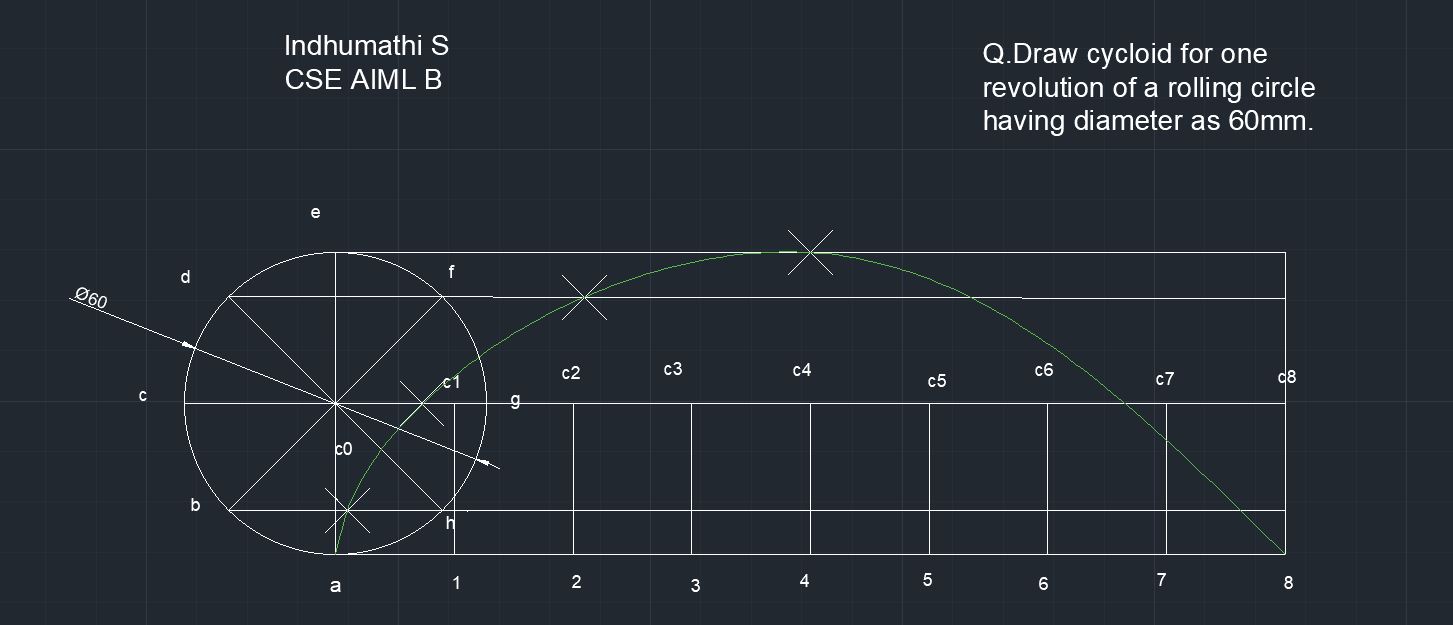 Indhumathi S
CSE AIML B
Q.Draw cycloid for one
revolution of a rolling circle
having diameter as 60mm.
e
d
f
Ø60
c
c1
c2
c3
c4
c5
c6
c7
c8
g
c0
b
h
a
1
2
3
4
5
6
7
8